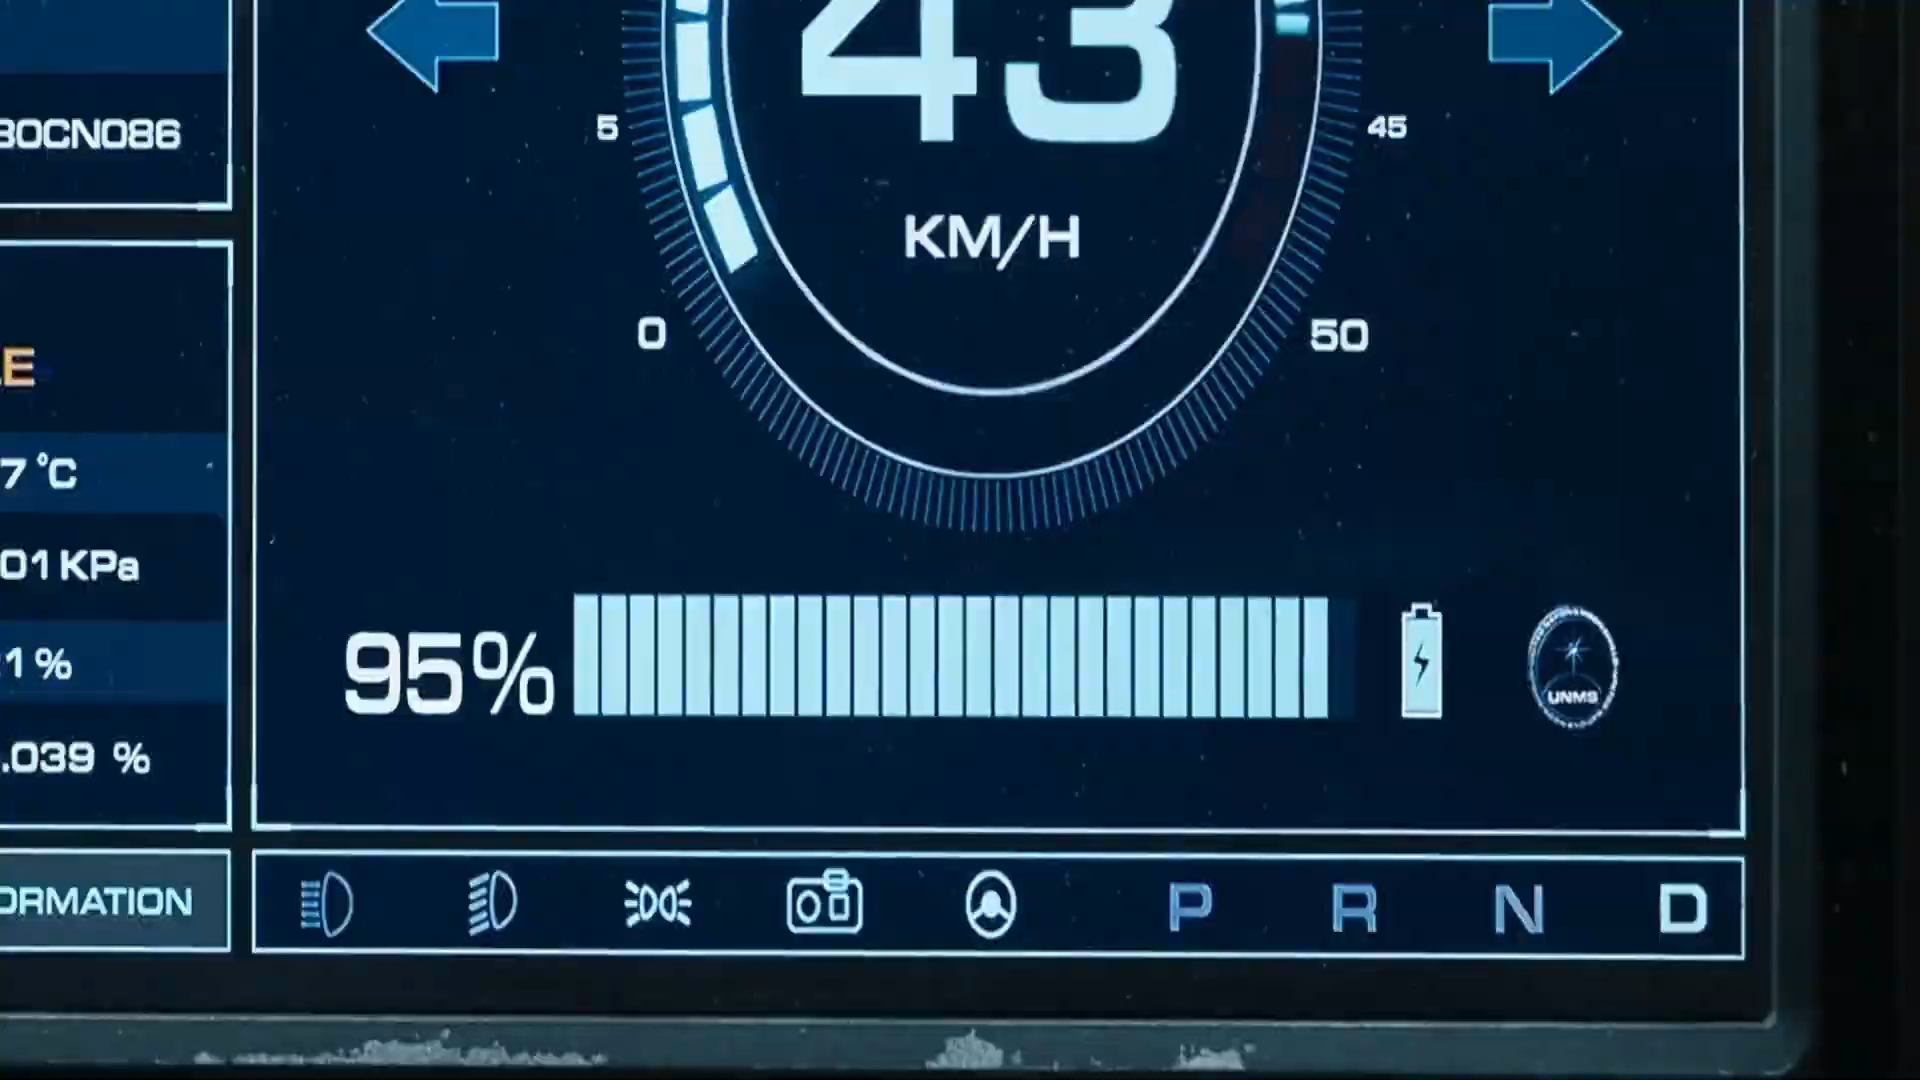 30CN086
E
7 °C
01 KPa
1 %
.039 %
ORMATION
43
KM/H
5
45
0
50
95%
UNMS
P R N D